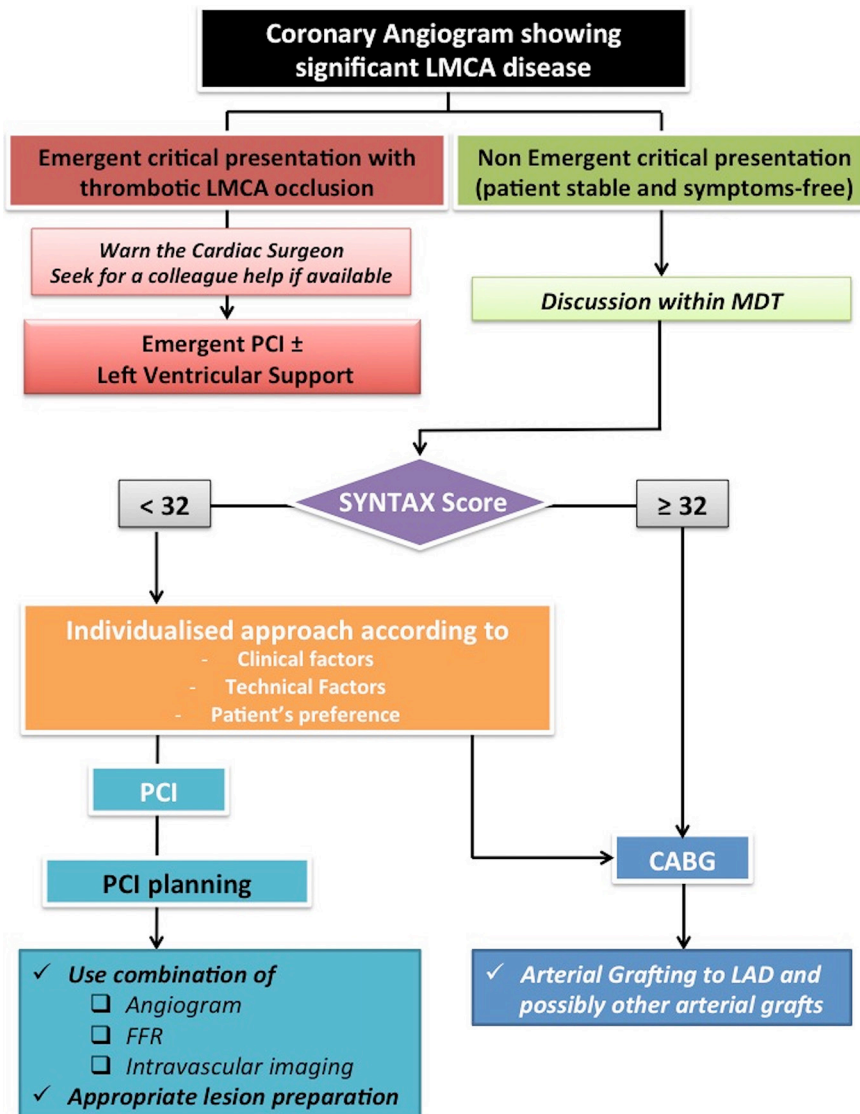 Coronary Angiogram showing
significant LMCA disease
Emergent critical presentation with
thrombotic LMCA occlusion
Non Emergent critical presentation
(patient stable and symptoms-free)
Warn the Cardiac Surgeon
Seek for a colleague help if available
Discussion within MDT
Emergent PCI ±
Left Ventricular Support
SYNTAX Score
< 32
≥ 32
Individualised approach according to
- Clinical factors
- Technical Factors
- Patient’s preference
PCI
CABG
PCI planning
✓ Use combination of
❑ Angiogram
❑ FFR
❑ Intravascular imaging
✓ Appropriate lesion preparation
✓ Arterial Grafting to LAD and
possibly other arterial grafts